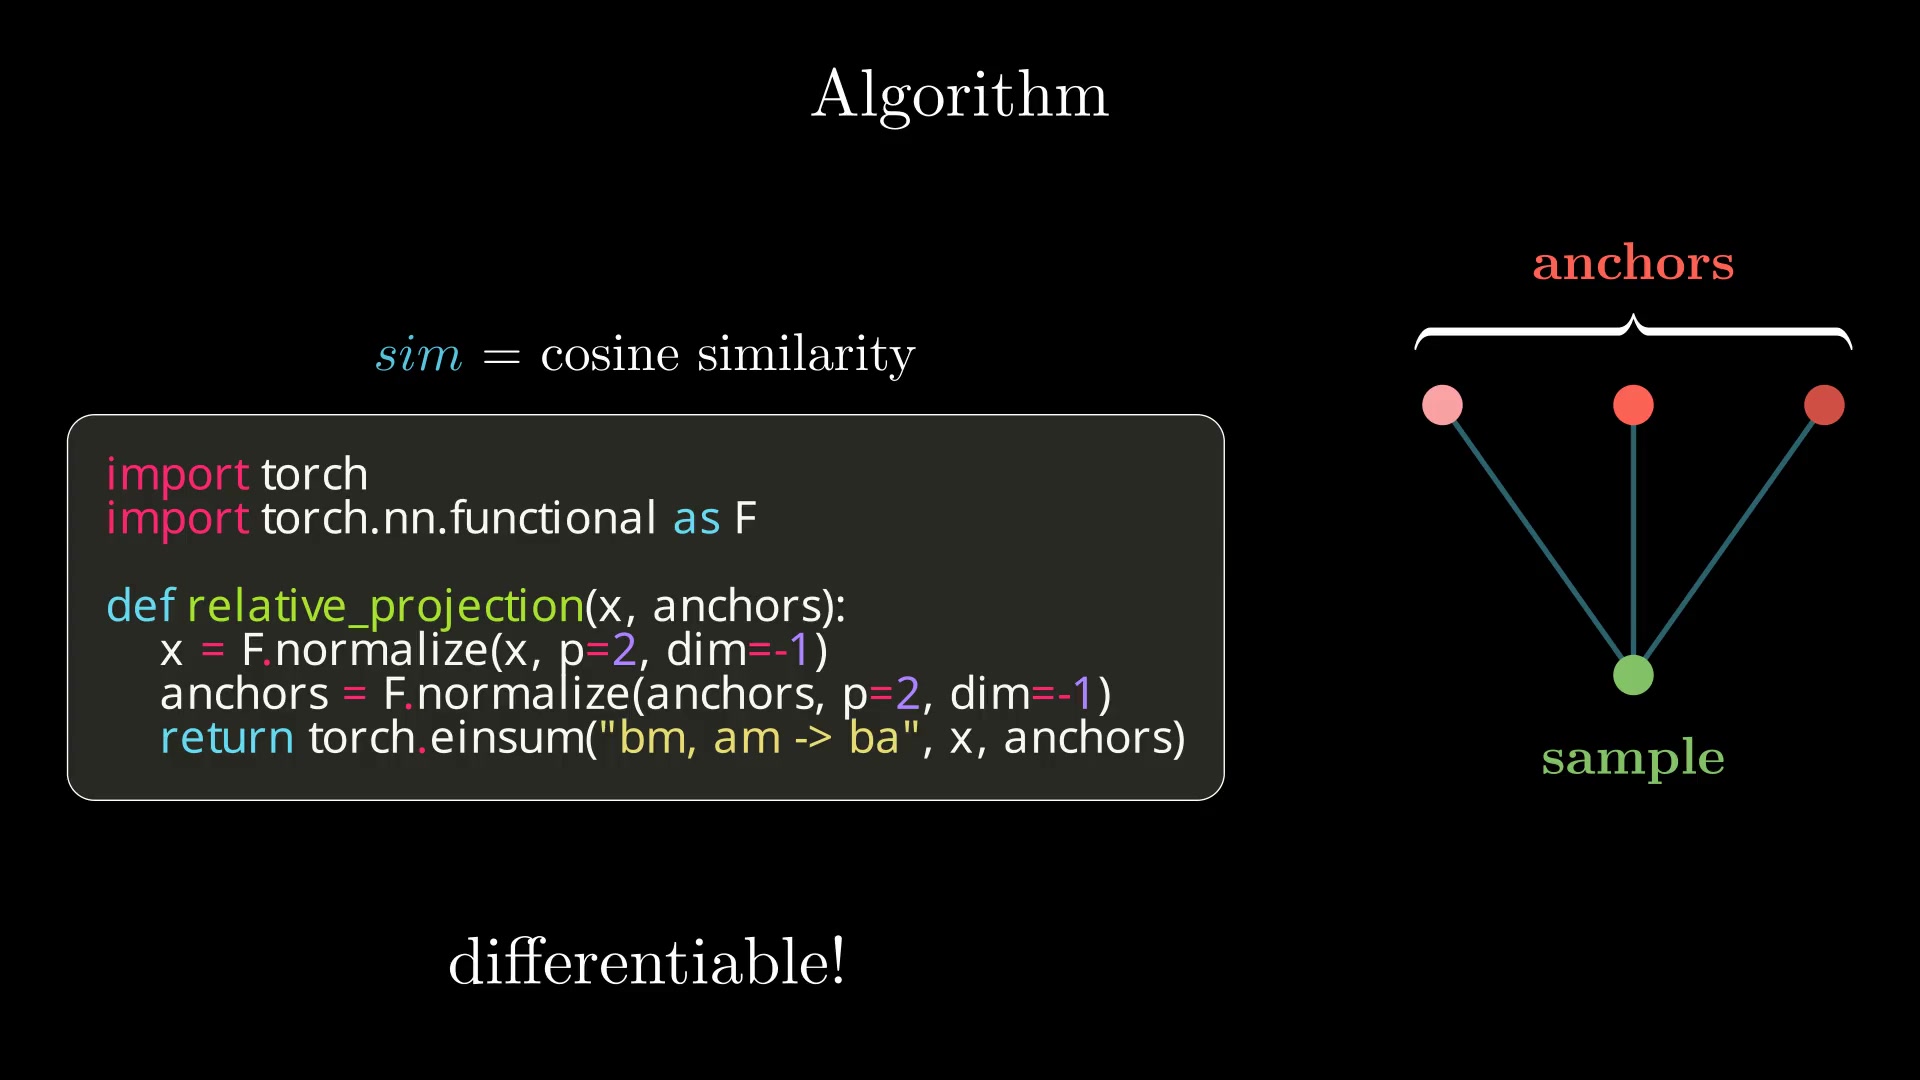 Algorithm
sim = cosine similarity
import torch
import torch.nn.functional as F
def relative_projection(x, anchors):
    x = F.normalize(x, p=2, dim=-1)
    anchors = F.normalize(anchors, p=2, dim=-1)
    return torch.einsum("bm, am -> ba", x, anchors)
differentiable!
anchors
sample